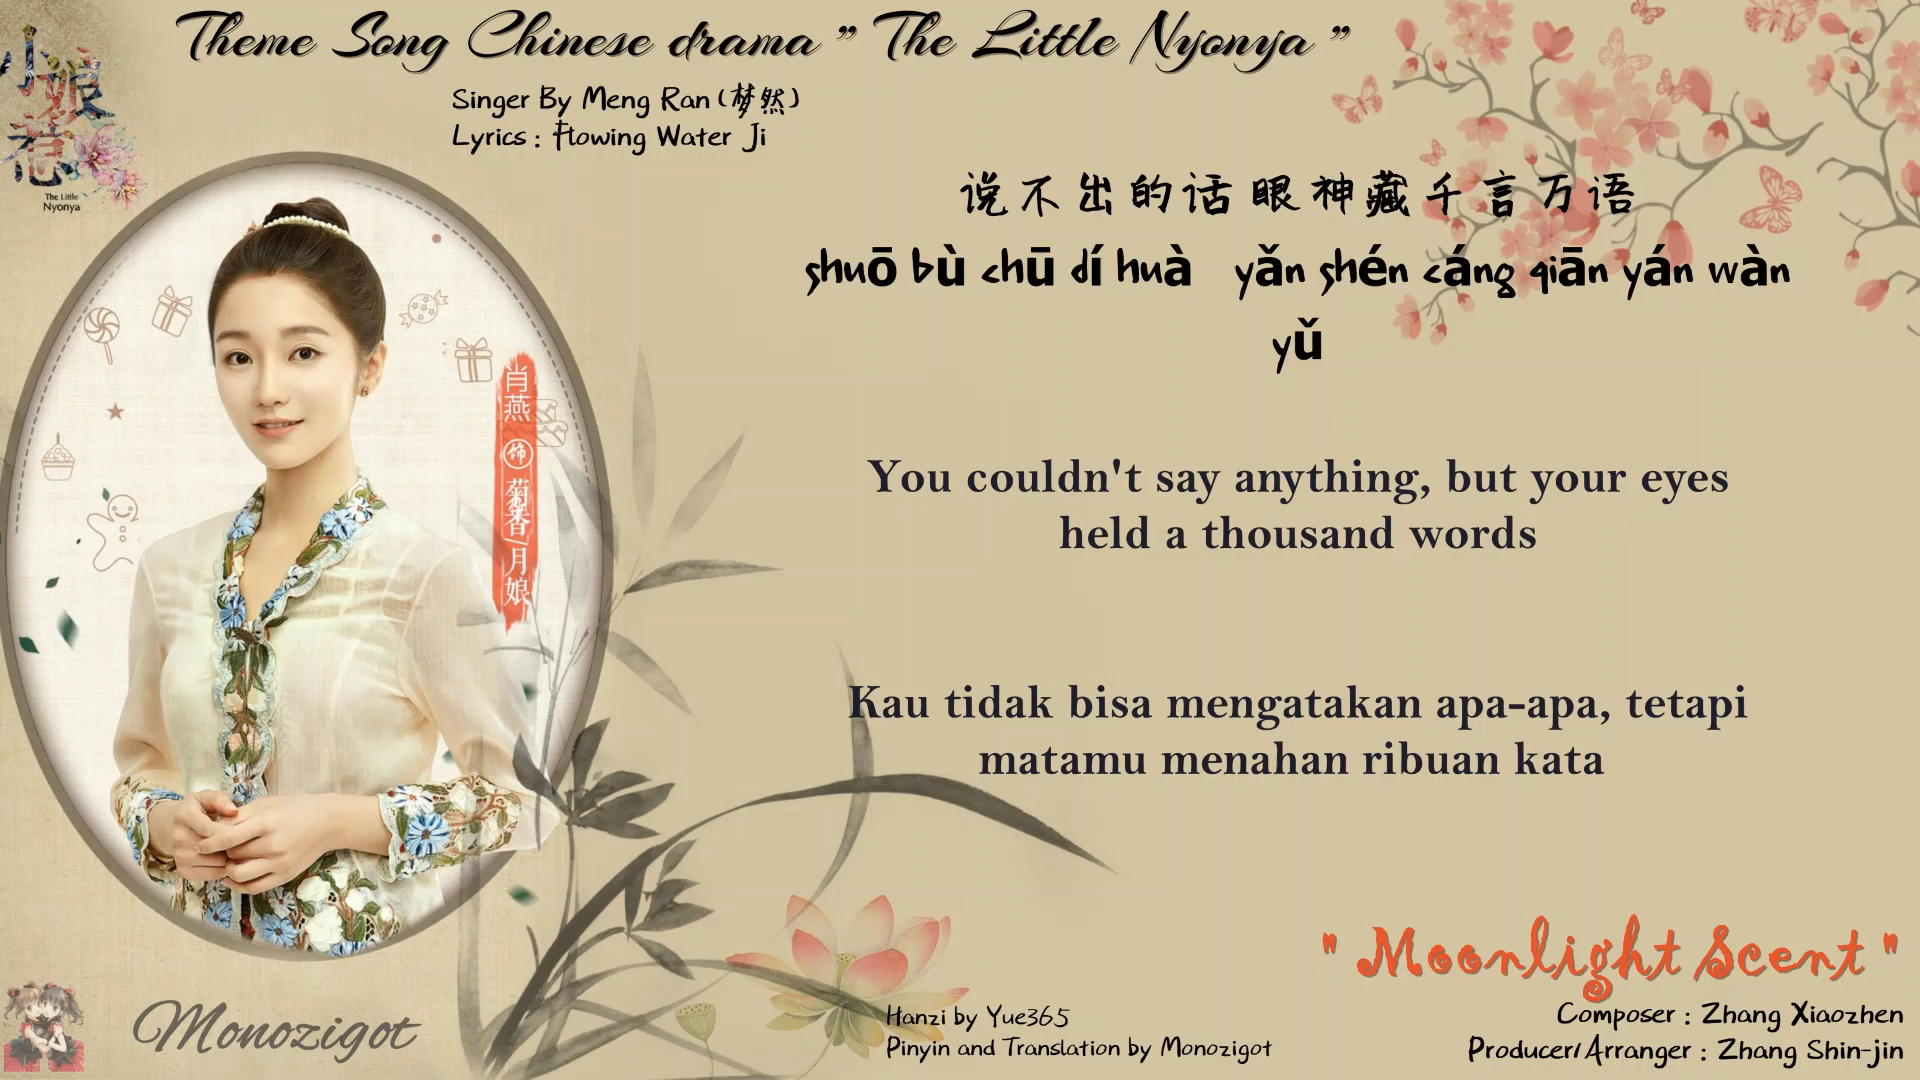 Theme Song Chinese drama " The Little Nyonya "
小娘惹
The Little
Nyonya
Singer By Meng Ran (梦然)
Lyrics : Flowing Water Ji
说不出的话眼神藏千言万语
shuō bù chū dí huà yǎn shén cáng qiān yán wàn
yǔ
肖燕 饰 菊香/月娘
You couldn't say anything, but your eyes
held a thousand words
Kau tidak bisa mengatakan apa-apa, tetapi
matamu menahan ribuan kata
" Moonlight Scent "
Composer : Zhang Xiaozhen
Producer/Arranger : Zhang Shin-jin
Hanzi by Yue365
Pinyin and Translation by Monozigot
Monozigot